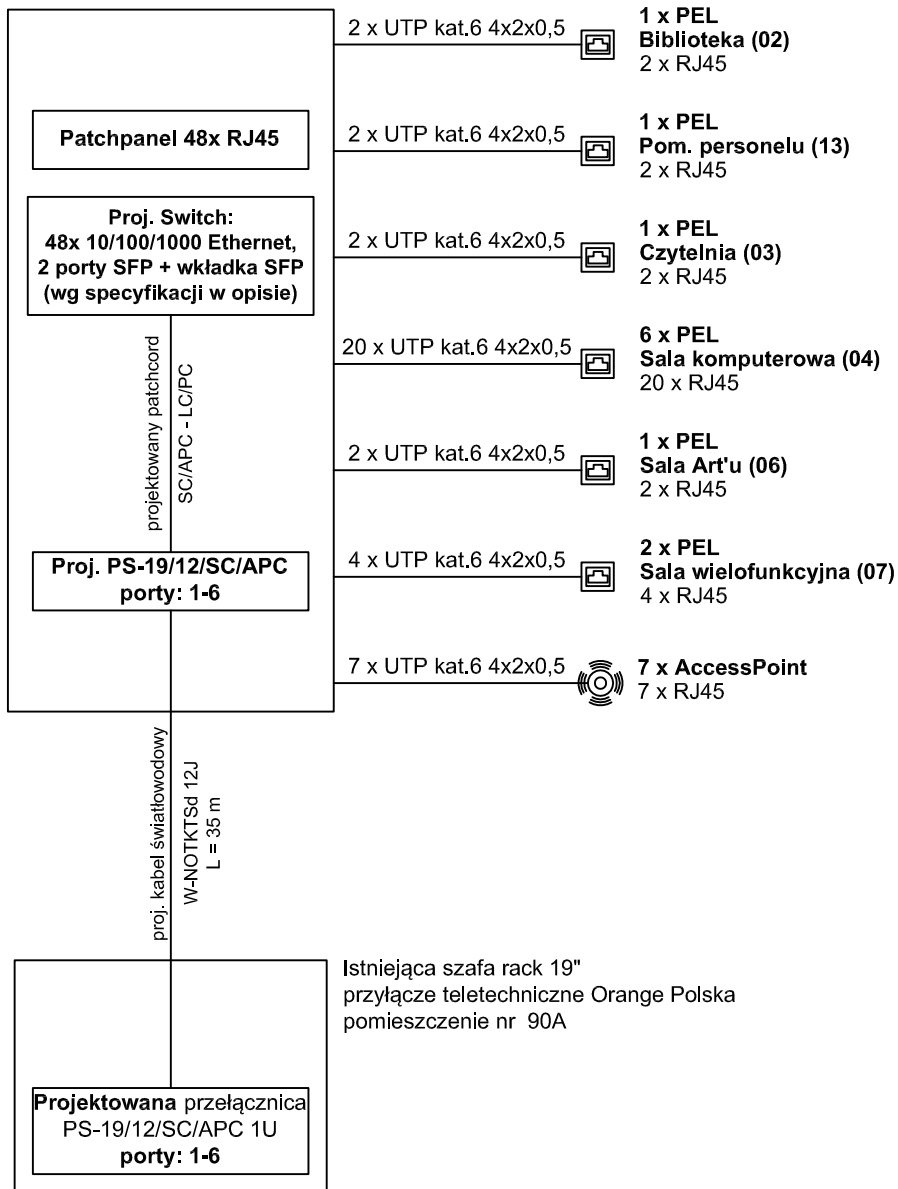 2 x UTP kat.6 4x2x0,5
1 x PEL
Biblioteka (02)
2 x RJ45
Patchpanel 48x RJ45
2 x UTP kat.6 4x2x0,5
1 x PEL
Pom. personelu (13)
2 x RJ45
Proj. Switch:
48x 10/100/1000 Ethernet,
2 porty SFP + wkładka SFP
(wg specyfikacji w opisie)
2 x UTP kat.6 4x2x0,5
1 x PEL
Czytelnia (03)
2 x RJ45
projektowany patchcord
SC/APC - LC/PC
20 x UTP kat.6 4x2x0,5
6 x PEL
Sala komputerowa (04)
20 x RJ45
2 x UTP kat.6 4x2x0,5
1 x PEL
Sala Art'u (06)
2 x RJ45
Proj. PS-19/12/SC/APC
porty: 1-6
4 x UTP kat.6 4x2x0,5
2 x PEL
Sala wielofunkcyjna (07)
4 x RJ45
7 x UTP kat.6 4x2x0,5
7 x AccessPoint
7 x RJ45
proj. kabel światłowodowy
W-NOTKTSd 12J
L = 35 m
Istniejąca szafa rack 19"
przyłącze teletechniczne Orange Polska
pomieszczenie nr 90A
Projektowana przełącznica
PS-19/12/SC/APC 1U
porty: 1-6